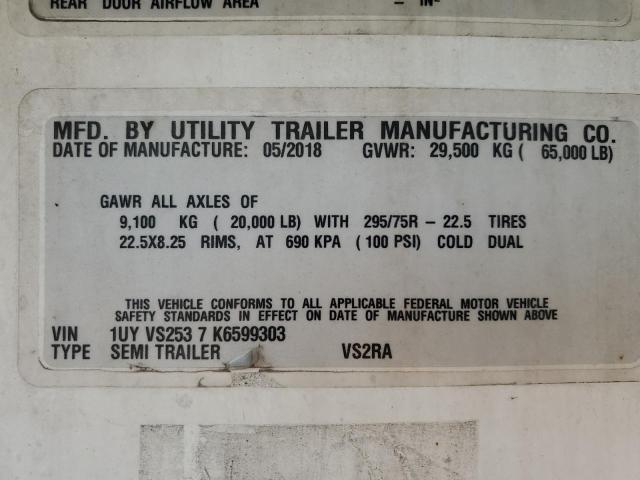 REAR DOOR AIRFLOW AREA - IN²
MFD. BY UTILITY TRAILER MANUFACTURING CO.
DATE OF MANUFACTURE: 05/2018 GVWR: 29,500 KG ( 65,000 LB)
GAWR ALL AXLES OF
9,100 KG ( 20,000 LB) WITH 295/75R - 22.5 TIRES
22.5X8.25 RIMS, AT 690 KPA ( 100 PSI) COLD DUAL
THIS VEHICLE CONFORMS TO ALL APPLICABLE FEDERAL MOTOR VEHICLE
SAFETY STANDARDS IN EFFECT ON DATE OF MANUFACTURE SHOWN ABOVE
VIN 1UY VS253 7 K6599303
TYPE SEMI TRAILER VS2RA